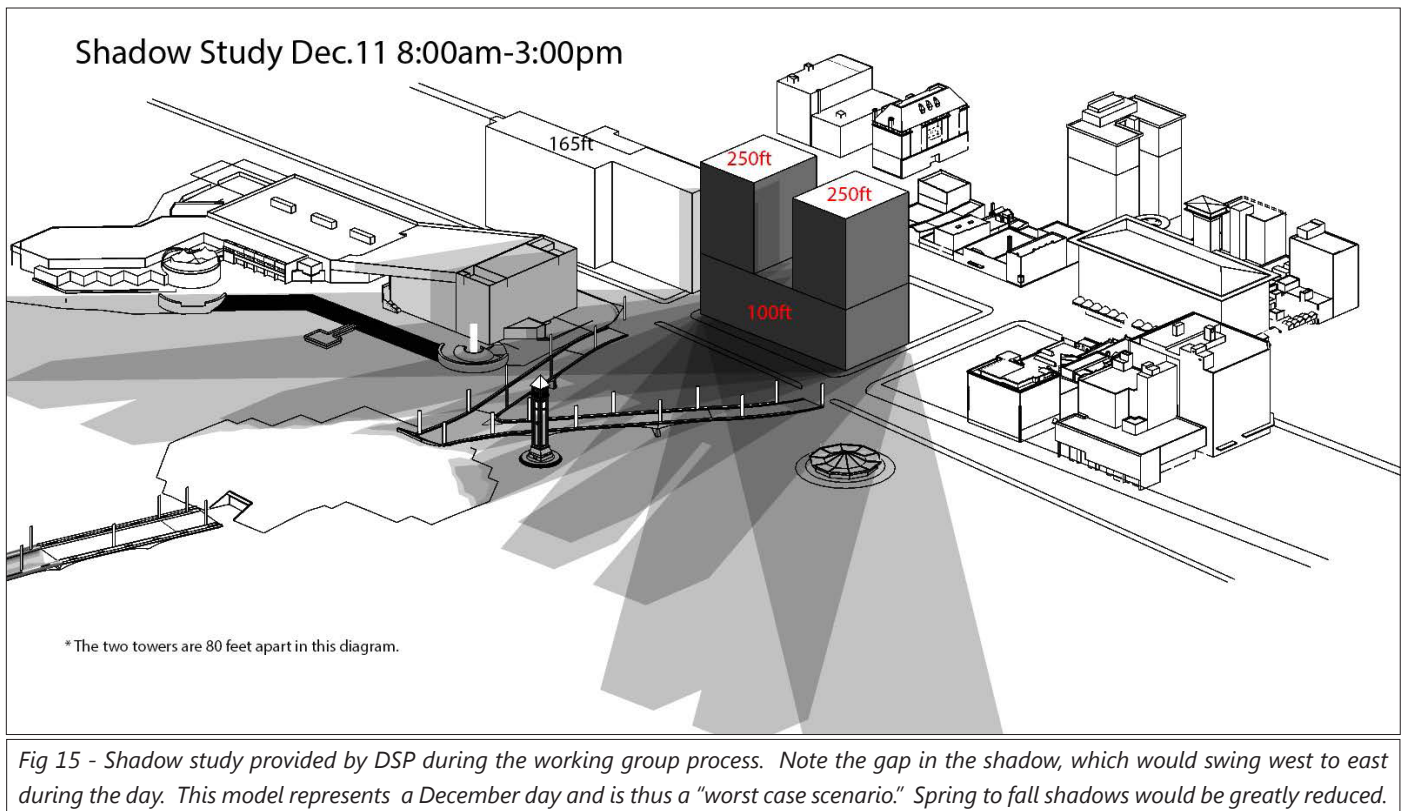 Shadow Study Dec.11 8:00am-3:00pm
165ft
250ft
250ft
100ft
* The two towers are 80 feet apart in this diagram.
Fig 15 - Shadow study provided by DSP during the working group process. Note the gap in the shadow, which would swing west to east
during the day. This model represents a December day and is thus a "worst case scenario." Spring to fall shadows would be greatly reduced.